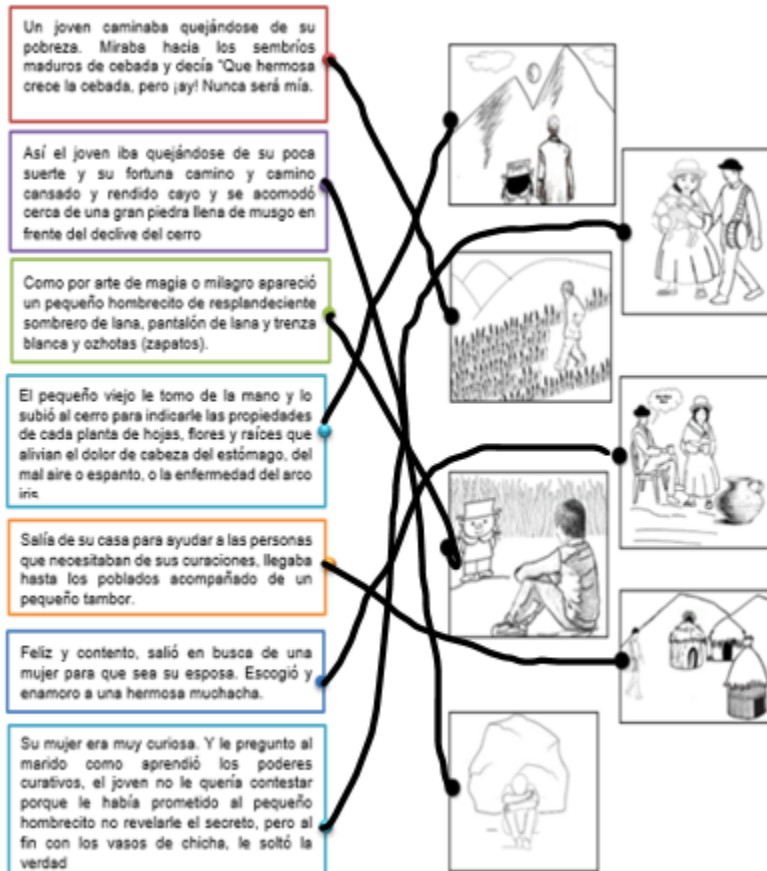 Un joven caminaba quejándose de su
pobreza. Miraba hacia los sembríos
maduros de cebada y decía "Que hermosa
crece la cebada, pero ¡ay! Nunca será mía.
Así el joven iba quejándose de su poca
suerte y su fortuna camino y camino
cansado y rendido cayo y se acomodó
cerca de una gran piedra llena de musgo en
frente del declive del cerro
Como por arte de magia o milagro apareció
un pequeño hombrecito de resplandeciente
sombrero de lana, pantalón de lana y trenza
blanca y ozhotas (zapatos).
El pequeño viejo le tomo de la mano y lo
subió al cerro para indicarle las propiedades
de cada planta de hojas, flores y raíces que
alivian el dolor de cabeza del estómago, del
mal aire o espanto, o la enfermedad del arco
iris
Salía de su casa para ayudar a las personas
que necesitaban de sus curaciones, llegaba
hasta los poblados acompañado de un
pequeño tambor.
Feliz y contento, salió en busca de una
mujer para que sea su esposa. Escogió y
enamoro a una hermosa muchacha.
Su mujer era muy curiosa. Y le pregunto al
marido como aprendió los poderes
curativos, el joven no le quería contestar
porque le había prometido al pequeño
hombrecito no revelarle el secreto, pero al
fin con los vasos de chicha, le soltó la
verdad